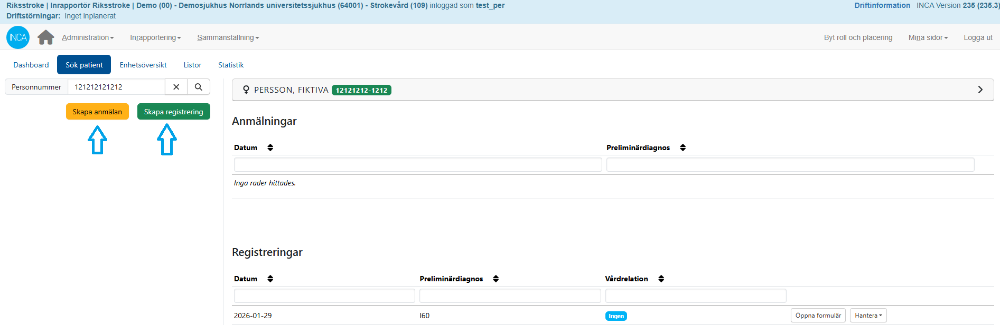 Riksstroke | Inrapportör Riksstroke | Demo (00) - Demosjukhus Norrlands universitetssjukhus (64001) - Strokevård (109) inloggad som test_per
Driftinformation INCA Version 235 (235.3)
Driftstörningar: Inget inplanerat
INCA Administration Inrapportering Sammanställning Byt roll och placering Mina sidor Logga ut
Dashboard Sök patient Enhetsöversikt Listor Statistik
Personnummer 121212121212
Skapa anmälan Skapa registrering
PERSSON, FIKTIVA 12121212-1212
Anmälningar
Datum Preliminärdiagnos
Inga rader hittades.
Registreringar
Datum Preliminärdiagnos Vårdrelation
2026-01-29 I60 Ingen Öppna formulär Hantera